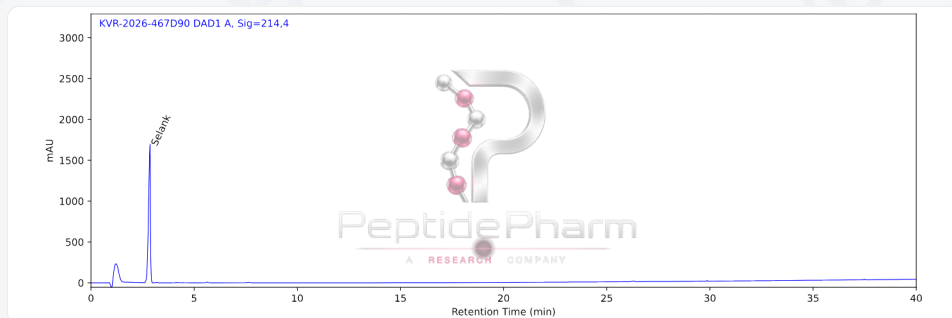 KVR-2026-467D90 DAD1 A, Sig=214,4
3000
2500
2000
1500
1000
500
0
mAU
Selank
PeptidePharm
A RESEARCH COMPANY
0 5 10 15 20 25 30 35 40
Retention Time (min)